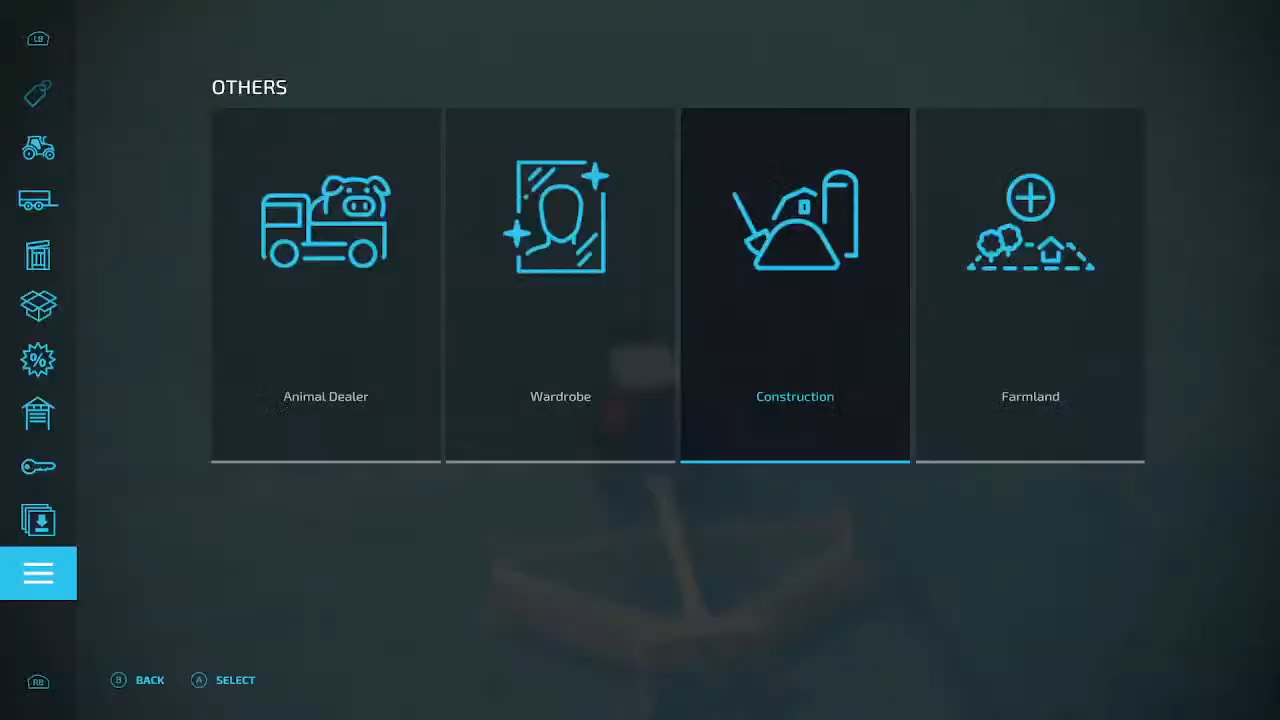 LB
OTHERS
%
Animal Dealer
Wardrobe
Construction
Farmland
RB
B BACK A SELECT